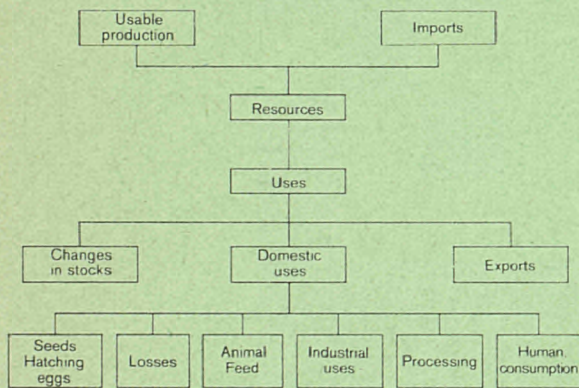 Usable
production
Imports
Resources
Uses
Changes
in stocks
Domestic
uses
Exports
Seeds
Hatching
eggs
Losses
Animal
Feed
Industrial
uses
Processing
Human
consumption